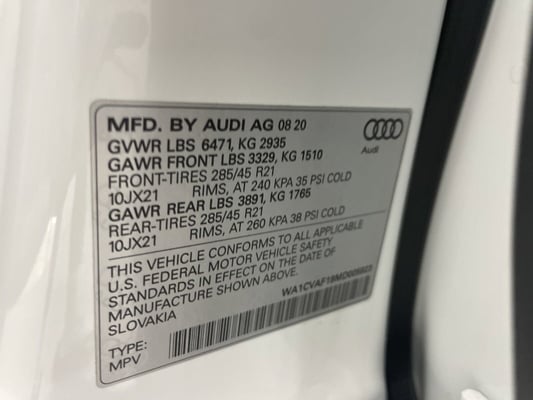 MFD. BY AUDI AG 08 20
Audi
GVWR LBS 6471, KG 2935
GAWR FRONT LBS 3329, KG 1510
FRONT-TIRES 285/45 R21
10JX21 RIMS, AT 240 KPA 35 PSI COLD
GAWR REAR LBS 3891, KG 1765
REAR-TIRES 285/45 R21
10JX21 RIMS, AT 260 KPA 38 PSI COLD
THIS VEHICLE CONFORMS TO ALL APPLICABLE
U.S. FEDERAL MOTOR VEHICLE SAFETY
STANDARDS IN EFFECT ON THE DATE OF
MANUFACTURE SHOWN ABOVE.
SLOVAKIA
TYPE:
MPV